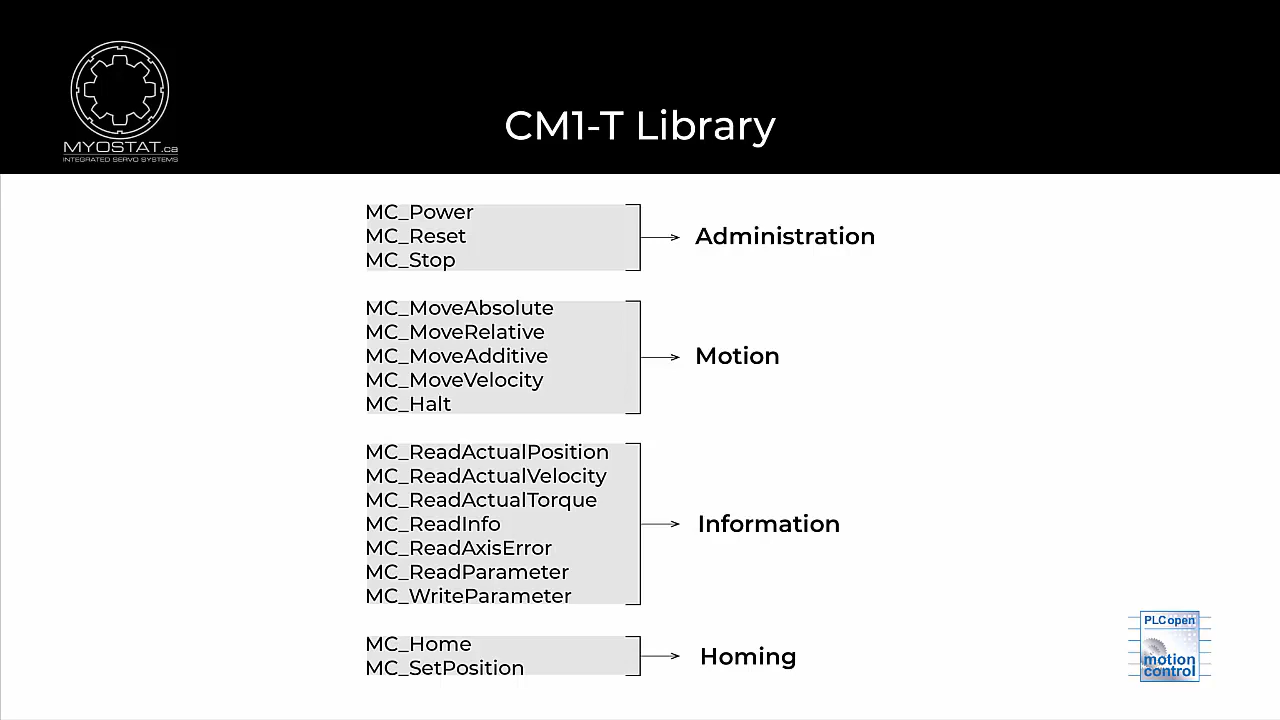 MYOSTAT.ca
INTEGRATED SERVO SYSTEMS
CM1-T Library
MC_Power
MC_Reset
MC_Stop
Administration
MC_MoveAbsolute
MC_MoveRelative
MC_MoveAdditive
MC_MoveVelocity
MC_Halt
Motion
MC_ReadActualPosition
MC_ReadActualVelocity
MC_ReadActualTorque
MC_ReadInfo
MC_ReadAxisError
MC_ReadParameter
MC_WriteParameter
Information
MC_Home
MC_SetPosition
Homing
PLCopen
motion
control